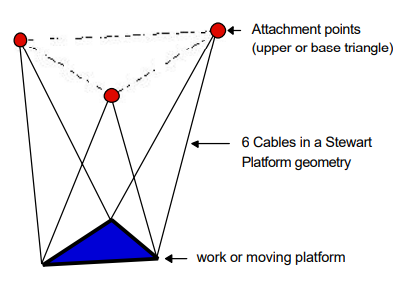 Attachment points
(upper or base triangle)
6 Cables in a Stewart
Platform geometry
work or moving platform